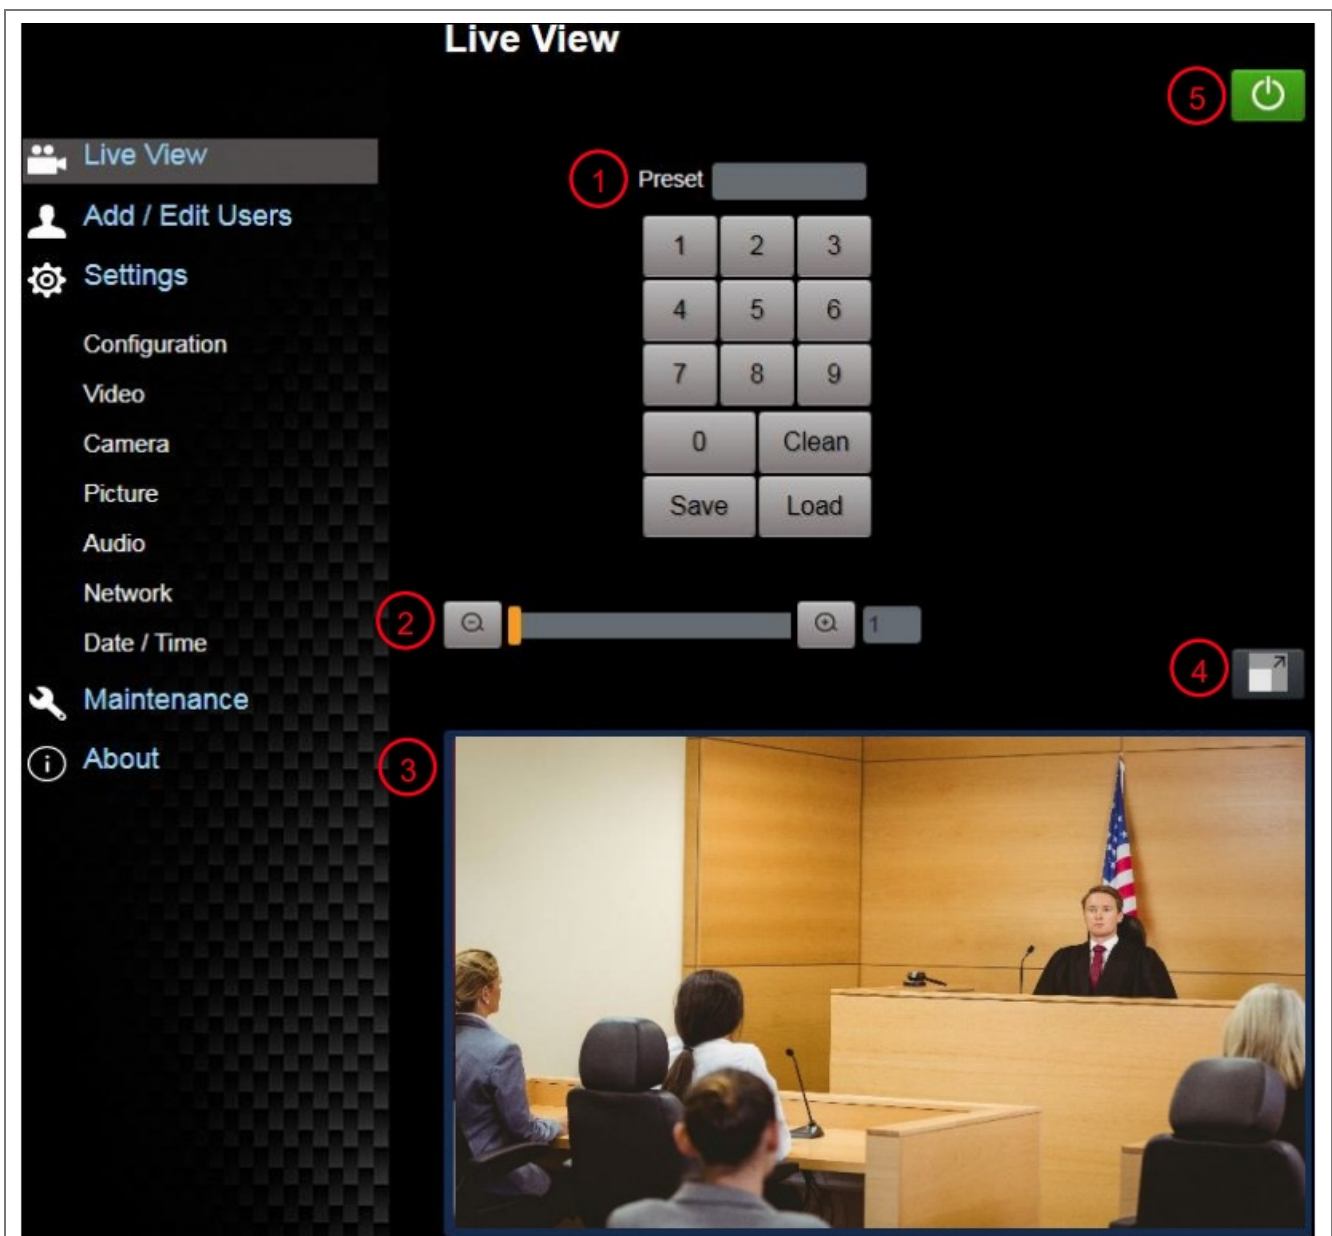 Live View
5
Live View
Add / Edit Users
Settings
Configuration
Video
Camera
Picture
Audio
Network
Date / Time
Maintenance
About
1 Preset
1 2 3
4 5 6
7 8 9
0 Clean
Save Load
2 1
4
3